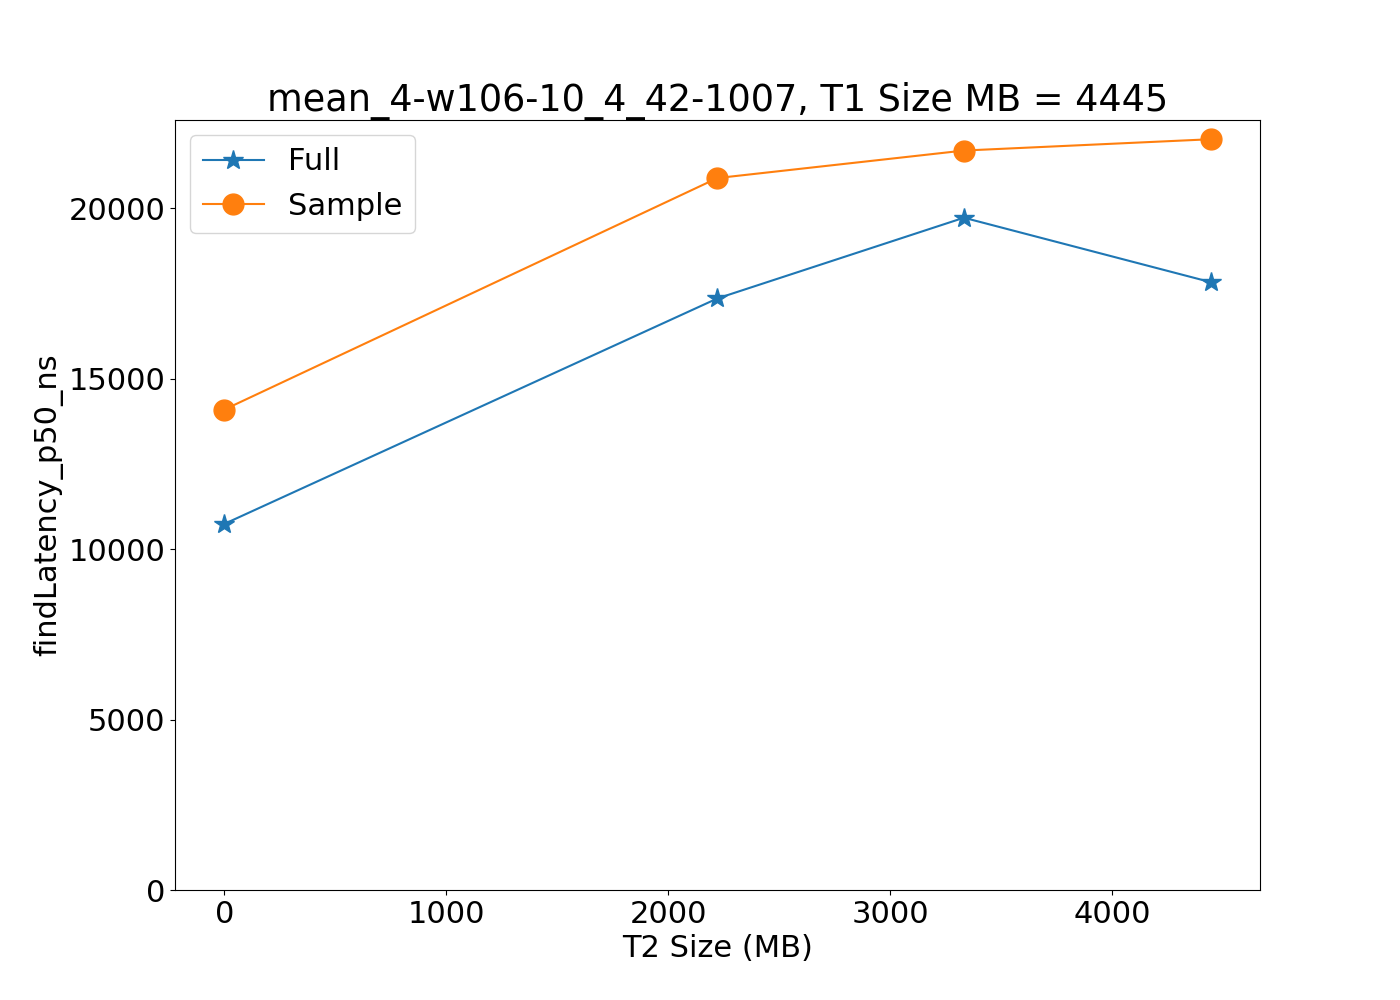 mean_4-w106-10_4_42-1007, T1 Size MB = 4445
Full
Sample
findLatency_p50_ns
20000
15000
10000
5000
0
0 1000 2000 3000 4000
T2 Size (MB)